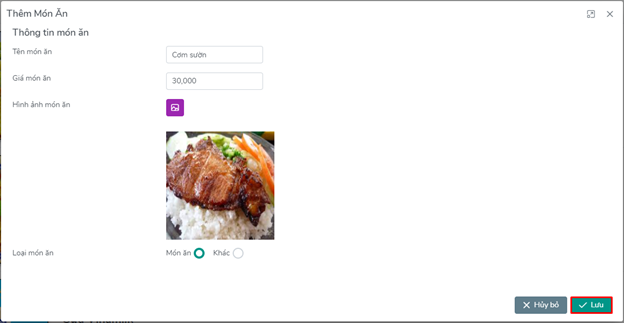 Thêm Món Ăn
Thông tin món ăn
Tên món ăn
Cơm sườn
Giá món ăn
30,000
Hình ảnh món ăn
Loại món ăn
Món ăn Khác
Hủy bỏ Lưu